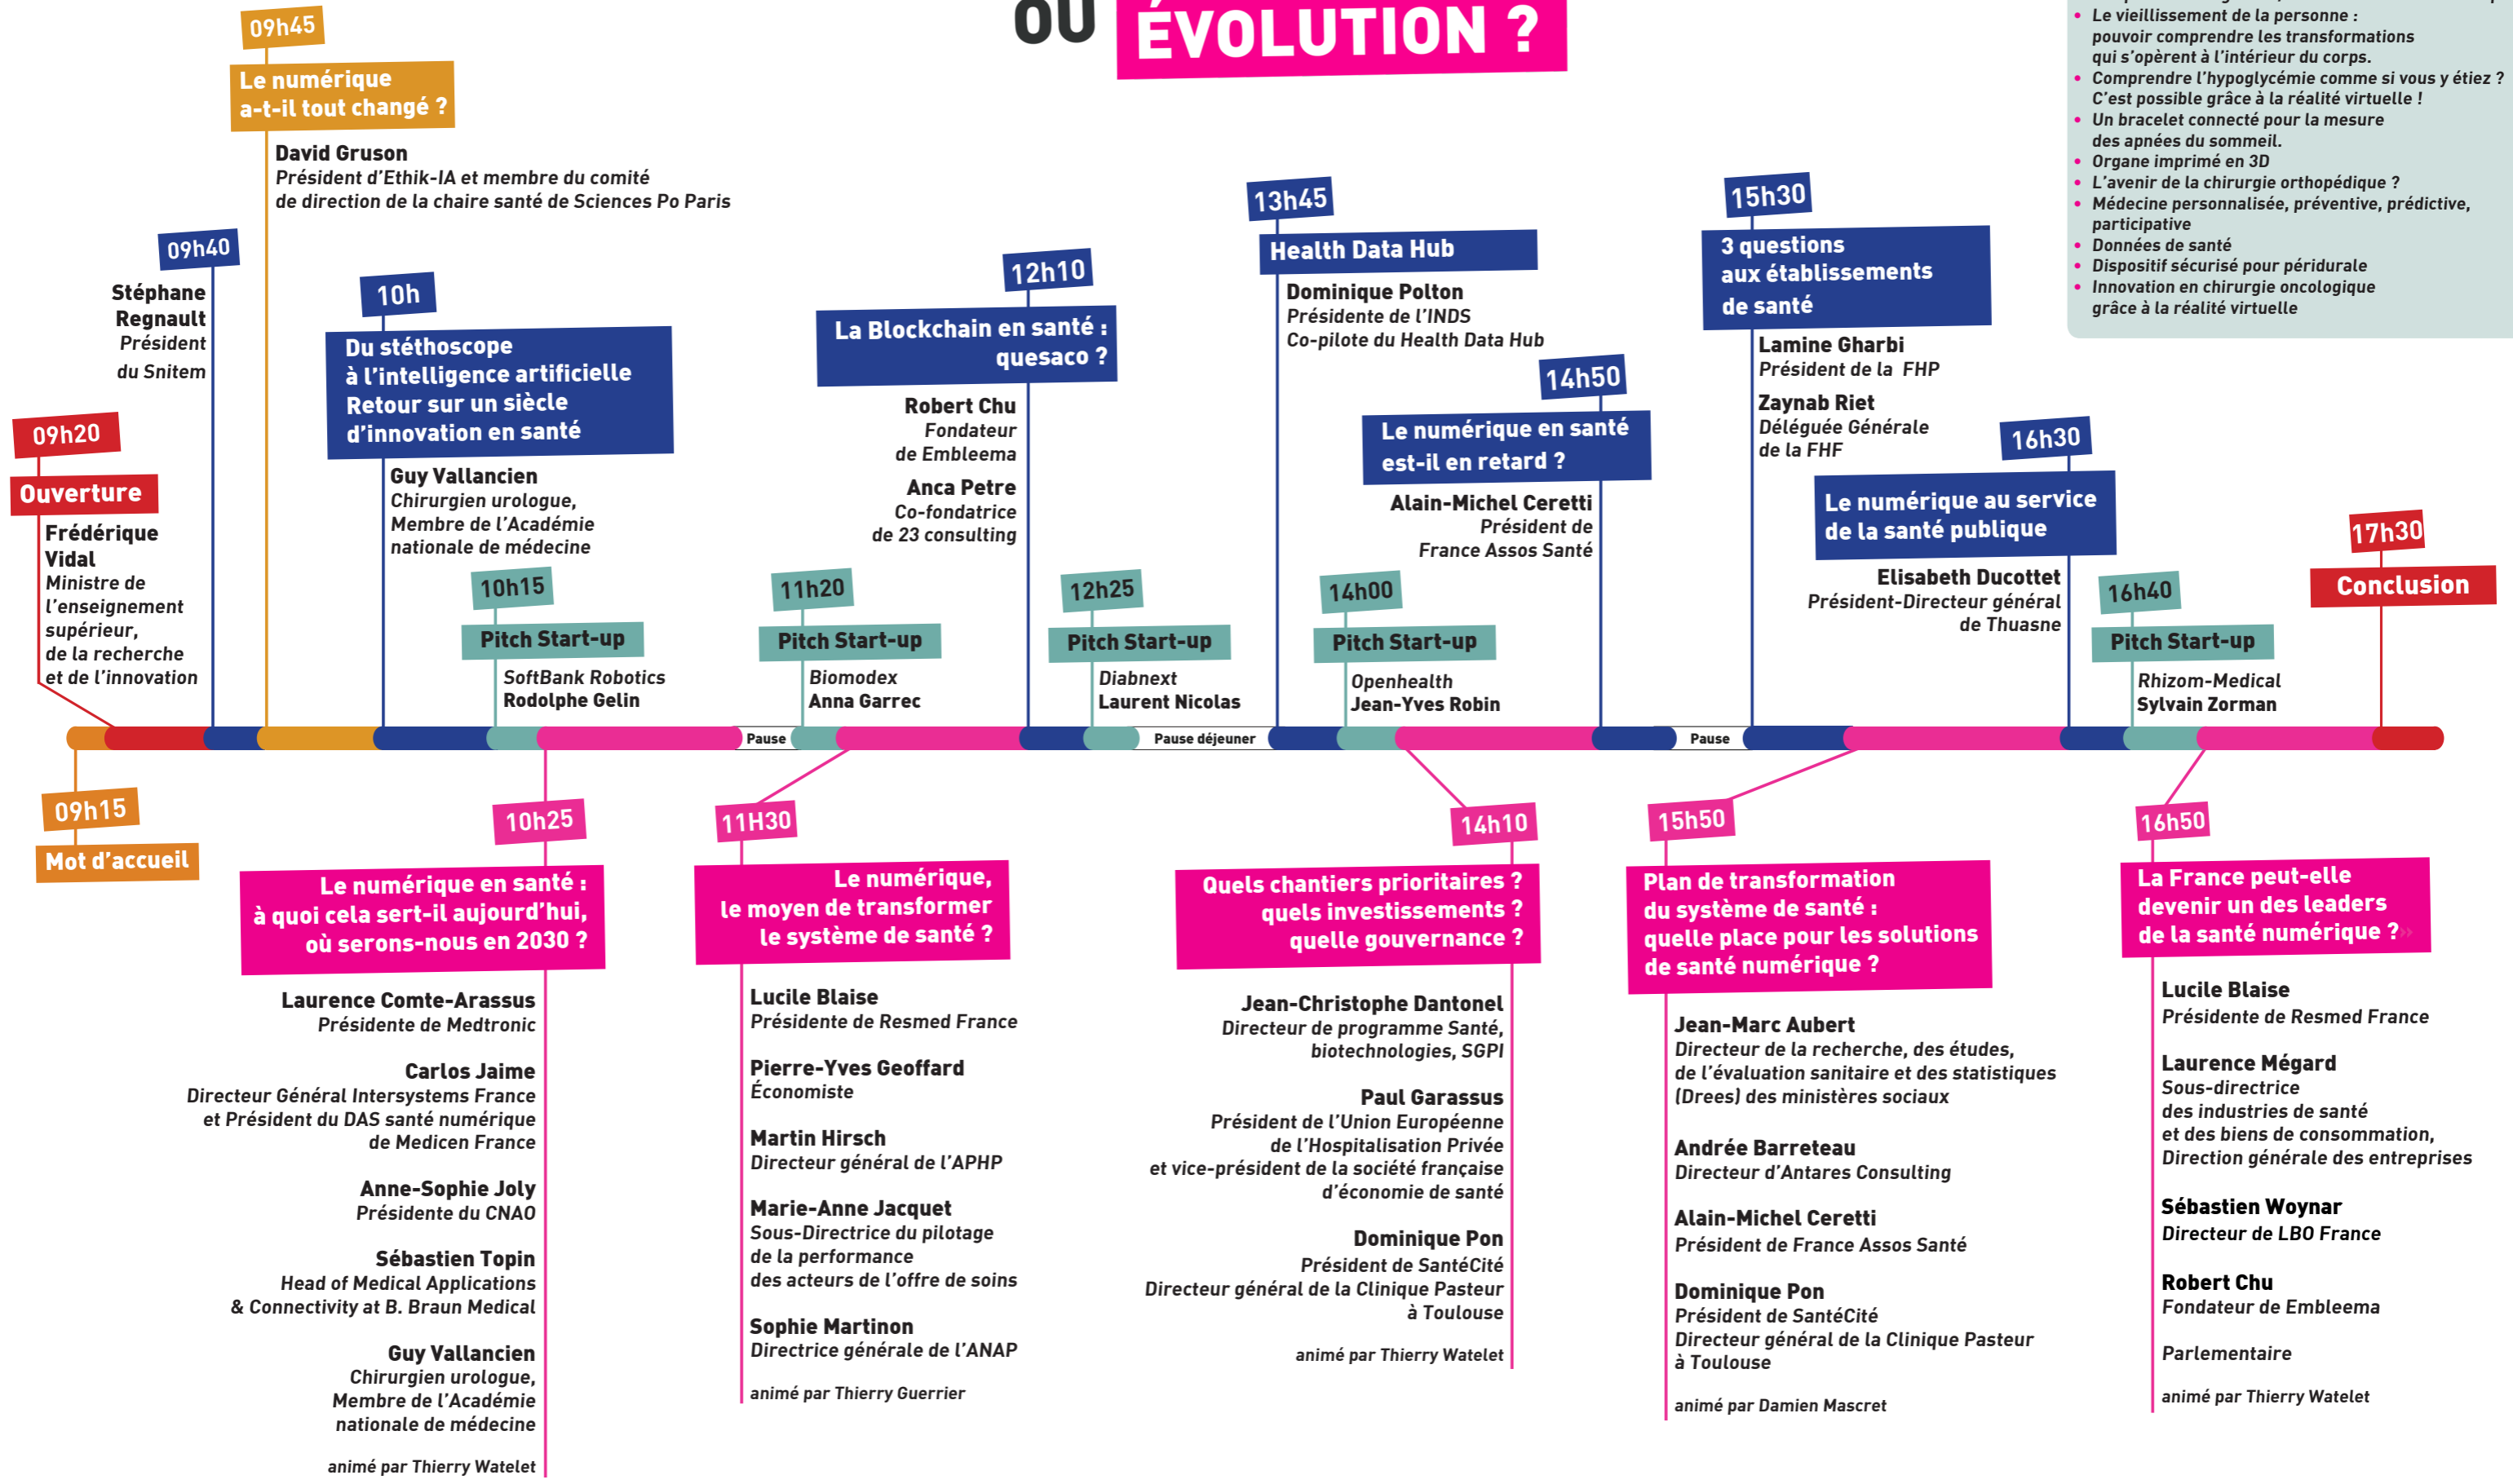 OU
ÉVOLUTION ?
• Le vieillissement de la personne :
pouvoir comprendre les transformations
qui s'opèrent à l'intérieur du corps.
• Comprendre l'hypoglycémie comme si vous y étiez ?
C'est possible grâce à la réalité virtuelle !
• Un bracelet connecté pour la mesure
des apnées du sommeil.
• Organe imprimé en 3D
• L'avenir de la chirurgie orthopédique ?
• Médecine personnalisée, préventive, prédictive,
participative
• Données de santé
• Dispositif sécurisé pour péridurale
• Innovation en chirurgie oncologique
grâce à la réalité virtuelle
09h15
Mot d'accueil
09h20
Ouverture
Frédérique
Vidal
Ministre de
l'enseignement
supérieur,
de la recherche
et de l'innovation
09h40
Stéphane
Regnault
Président
du Snitem
09h45
Le numérique
a-t-il tout changé ?
David Gruson
Président d'Ethik-IA et membre du comité
de direction de la chaire santé de Sciences Po Paris
10h
Du stéthoscope
à l'intelligence artificielle
Retour sur un siècle
d'innovation en santé
Guy Vallancien
Chirurgien urologue,
Membre de l'Académie
nationale de médecine
10h15
Pitch Start-up
SoftBank Robotics
Rodolphe Gelin
10h25
Le numérique en santé :
à quoi cela sert-il aujourd'hui,
où serons-nous en 2030 ?
Laurence Comte-Arassus
Présidente de Medtronic
Carlos Jaime
Directeur Général Intersystems France
et Président du DAS santé numérique
de Medicen France
Anne-Sophie Joly
Présidente du CNAO
Sébastien Topin
Head of Medical Applications
& Connectivity at B. Braun Medical
Guy Vallancien
Chirurgien urologue,
Membre de l'Académie
nationale de médecine
animé par Thierry Watelet
Pause
11h20
Pitch Start-up
Biomodex
Anna Garrec
11H30
Le numérique,
le moyen de transformer
le système de santé ?
Lucile Blaise
Présidente de Resmed France
Pierre-Yves Geoffard
Économiste
Martin Hirsch
Directeur général de l'APHP
Marie-Anne Jacquet
Sous-Directrice du pilotage
de la performance
des acteurs de l'offre de soins
Sophie Martinon
Directrice générale de l'ANAP
animé par Thierry Guerrier
12h10
La Blockchain en santé :
quesaco ?
Robert Chu
Fondateur
de Embleema
Anca Petre
Co-fondatrice
de 23 consulting
12h25
Pitch Start-up
Diabnext
Laurent Nicolas
Pause déjeuner
13h45
Health Data Hub
Dominique Polton
Présidente de l'INDS
Co-pilote du Health Data Hub
14h00
Pitch Start-up
Openhealth
Jean-Yves Robin
14h10
Quels chantiers prioritaires ?
quels investissements ?
quelle gouvernance ?
Jean-Christophe Dantonel
Directeur de programme Santé,
biotechnologies, SGPI
Paul Garassus
Président de l'Union Européenne
de l'Hospitalisation Privée
et vice-président de la société française
d'économie de santé
Dominique Pon
Président de SantéCité
Directeur général de la Clinique Pasteur
à Toulouse
animé par Thierry Watelet
14h50
Le numérique en santé
est-il en retard ?
Alain-Michel Ceretti
Président de
France Assos Santé
Pause
15h30
3 questions
aux établissements
de santé
Lamine Gharbi
Président de la FHP
Zaynab Riet
Déléguée Générale
de la FHF
15h50
Plan de transformation
du système de santé :
quelle place pour les solutions
de santé numérique ?
Jean-Marc Aubert
Directeur de la recherche, des études,
de l'évaluation sanitaire et des statistiques
(Drees) des ministères sociaux
Andrée Barreteau
Directeur d'Antares Consulting
Alain-Michel Ceretti
Président de France Assos Santé
Dominique Pon
Président de SantéCité
Directeur général de la Clinique Pasteur
à Toulouse
animé par Damien Mascret
16h30
Le numérique au service
de la santé publique
Elisabeth Ducottet
Président-Directeur général
de Thuasne
16h40
Pitch Start-up
Rhizom-Medical
Sylvain Zorman
16h50
La France peut-elle
devenir un des leaders
de la santé numérique ?»
Lucile Blaise
Présidente de Resmed France
Laurence Mégard
Sous-directrice
des industries de santé
et des biens de consommation,
Direction générale des entreprises
Sébastien Woynar
Directeur de LBO France
Robert Chu
Fondateur de Embleema
Parlementaire
animé par Thierry Watelet
17h30
Conclusion